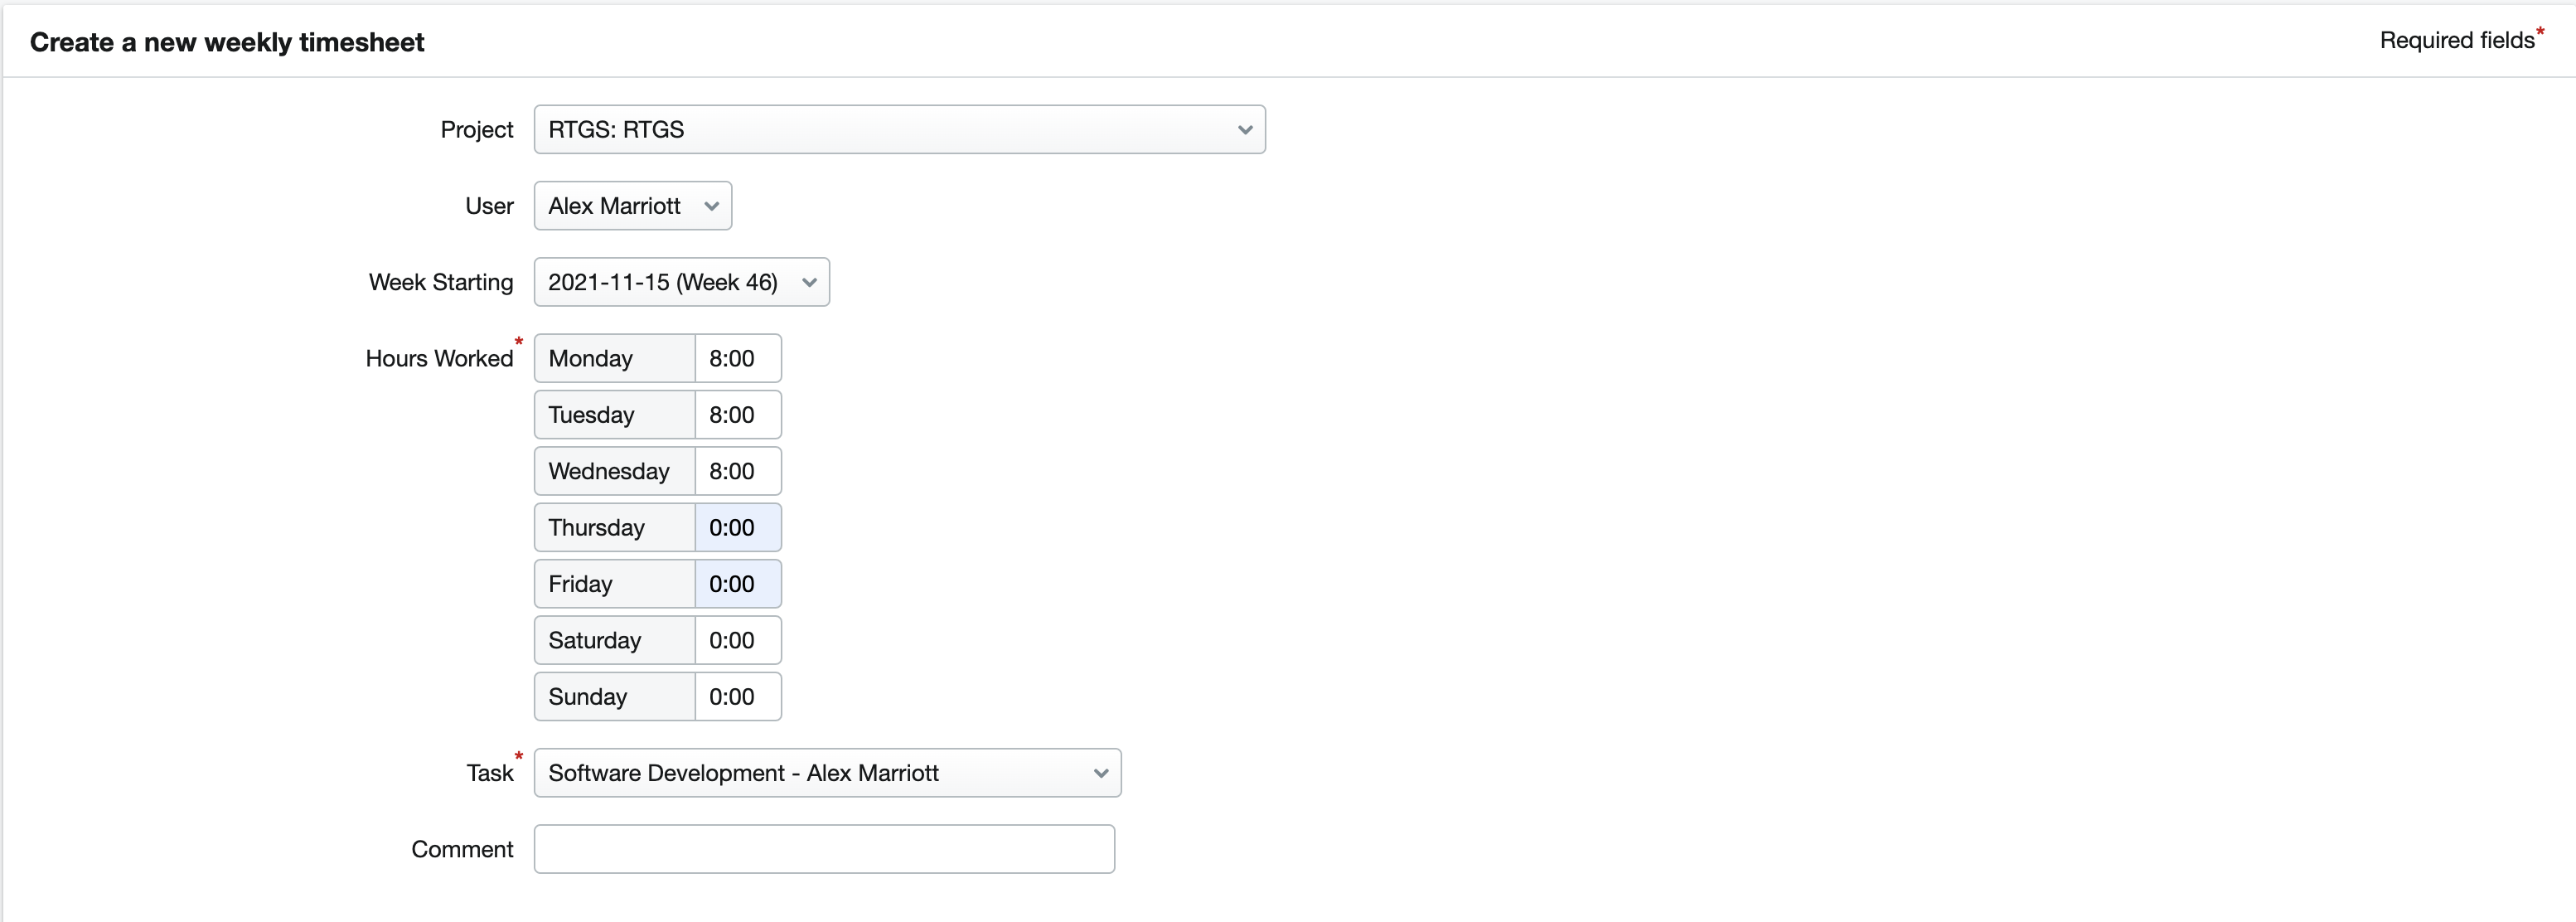 Create a new weekly timesheet
Required fields*
Project RTGS: RTGS
User Alex Marriott
Week Starting 2021-11-15 (Week 46)
Hours Worked* Monday 8:00
Tuesday 8:00
Wednesday 8:00
Thursday 0:00
Friday 0:00
Saturday 0:00
Sunday 0:00
Task* Software Development - Alex Marriott
Comment